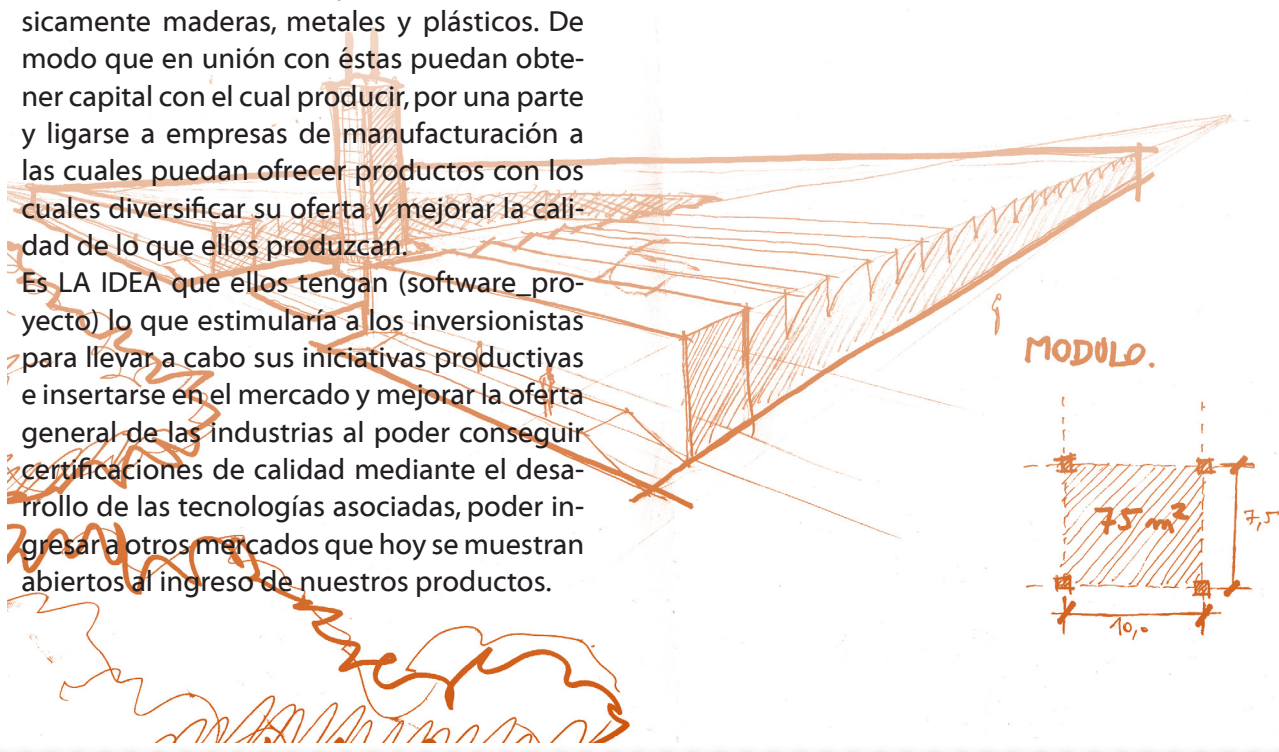 sicamente maderas, metales y plásticos. De
modo que en unión con éstas puedan obte-
ner capital con el cual producir, por una parte
y ligarse a empresas de manufacturación a
las cuales puedan ofrecer productos con los
cuales diversificar su oferta y mejorar la cali-
dad de lo que ellos produzcan.
Es LA IDEA que ellos tengan (software_pro-
yecto) lo que estimularía a los inversionistas
para llevar a cabo sus iniciativas productivas
e insertarse en el mercado y mejorar la oferta
general de las industrias al poder conseguir
certificaciones de calidad mediante el desa-
rrollo de las tecnologías asociadas, poder in-
gresar a otros mercados que hoy se muestran
abiertos al ingreso de nuestros productos.
MODULO.
75 m²
7,5
10,0